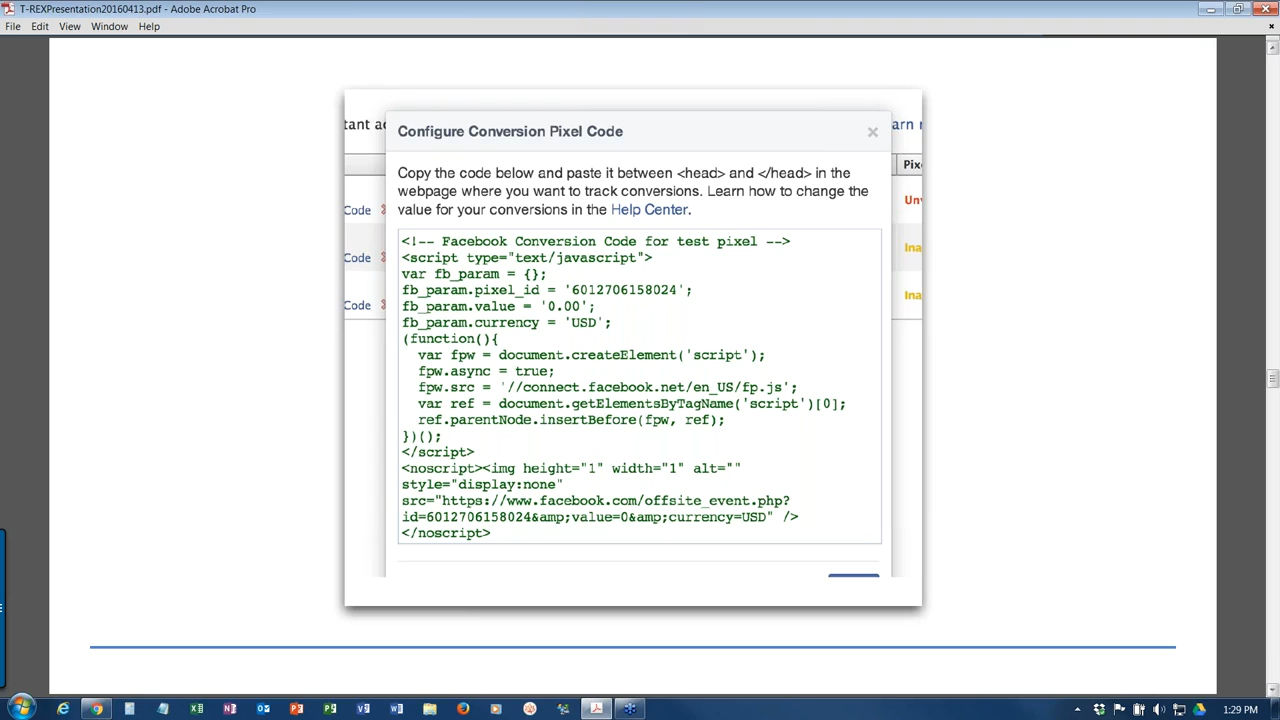 T-REXPresentation20160413.pdf - Adobe Acrobat Pro
File Edit View Window Help
Configure Conversion Pixel Code
tant ac
arn r
Copy the code below and paste it between <head> and </head> in the
webpage where you want to track conversions. Learn how to change the
value for your conversions in the Help Center.
Pix
Code
Un
Code
Ina
Code
Ina
<!-- Facebook Conversion Code for test pixel -->
<script type="text/javascript">
var fb_param = {};
fb_param.pixel_id = '6012706158024';
fb_param.value = '0.00';
fb_param.currency = 'USD';
(function(){
  var fpw = document.createElement('script');
  fpw.async = true;
  fpw.src = '//connect.facebook.net/en_US/fp.js';
  var ref = document.getElementsByTagName('script')[0];
  ref.parentNode.insertBefore(fpw, ref);
})();
</script>
<noscript><img height="1" width="1" alt=""
style="display:none"
src="https://www.facebook.com/offsite_event.php?
id=6012706158024&amp;value=0&amp;currency=USD" />
</noscript>
1:29 PM